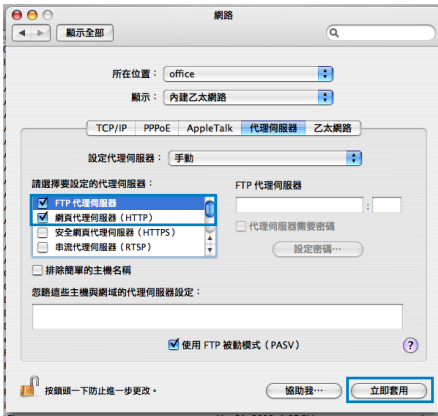 網路
顯示全部
所在位置： office
顯示： 內建乙太網路
TCP/IP PPPoE AppleTalk 代理伺服器 乙太網路
設定代理伺服器： 手動
請選擇要設定的代理伺服器： FTP 代理伺服器
FTP 代理伺服器 :
網頁代理伺服器（HTTP）
代理伺服器需要密碼
安全網頁代理伺服器（HTTPS）
串流代理伺服器（RTSP） 設定密碼…
排除簡單的主機名稱
忽略這些主機與網域的代理伺服器設定：
使用 FTP 被動模式（PASV） ?
按鎖頭一下防止進一步更改。 協助我… 立即套用